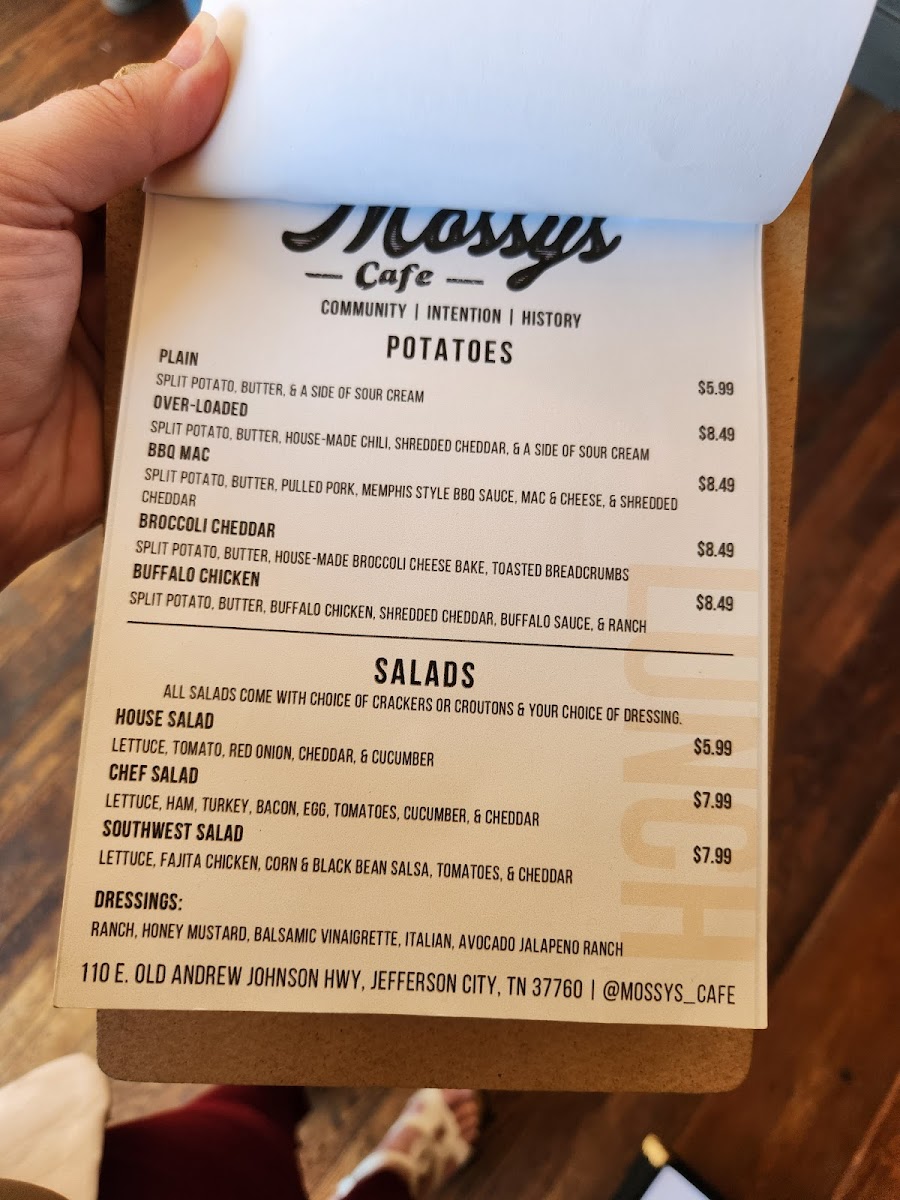 Mossys
Cafe
COMMUNITY | INTENTION | HISTORY
POTATOES
PLAIN
SPLIT POTATO, BUTTER, & A SIDE OF SOUR CREAM $5.99
OVER-LOADED
SPLIT POTATO, BUTTER, HOUSE-MADE CHILI, SHREDDED CHEDDAR, & A SIDE OF SOUR CREAM $8.49
BBQ MAC
SPLIT POTATO, BUTTER, PULLED PORK, MEMPHIS STYLE BBQ SAUCE, MAC & CHEESE, & SHREDDED $8.49
CHEDDAR
BROCCOLI CHEDDAR
SPLIT POTATO, BUTTER, HOUSE-MADE BROCCOLI CHEESE BAKE, TOASTED BREADCRUMBS $8.49
BUFFALO CHICKEN
SPLIT POTATO, BUTTER, BUFFALO CHICKEN, SHREDDED CHEDDAR, BUFFALO SAUCE, & RANCH $8.49
SALADS
ALL SALADS COME WITH CHOICE OF CRACKERS OR CROUTONS & YOUR CHOICE OF DRESSING.
HOUSE SALAD
LETTUCE, TOMATO, RED ONION, CHEDDAR, & CUCUMBER $5.99
CHEF SALAD
LETTUCE, HAM, TURKEY, BACON, EGG, TOMATOES, CUCUMBER, & CHEDDAR $7.99
SOUTHWEST SALAD
LETTUCE, FAJITA CHICKEN, CORN & BLACK BEAN SALSA, TOMATOES, & CHEDDAR $7.99
DRESSINGS:
RANCH, HONEY MUSTARD, BALSAMIC VINAIGRETTE, ITALIAN, AVOCADO JALAPENO RANCH
110 E. OLD ANDREW JOHNSON HWY, JEFFERSON CITY, TN 37760 | @MOSSYS_CAFE
LUNCH